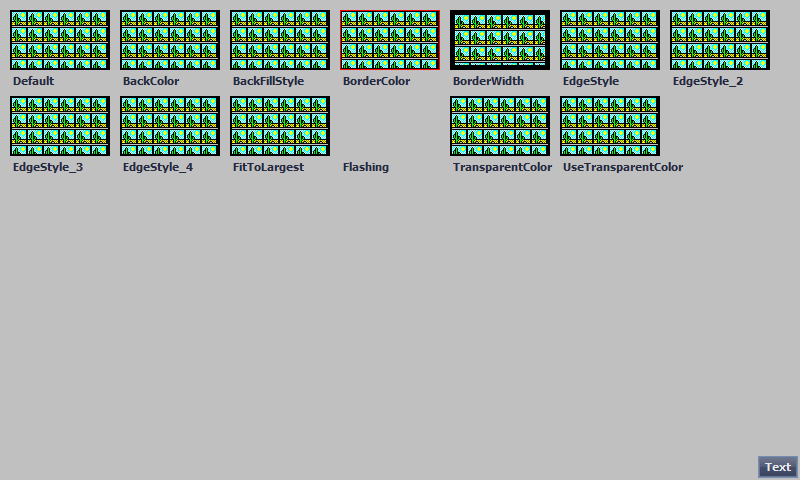 Default BackColor BackFillStyle BorderColor BorderWidth EdgeStyle EdgeStyle_2
EdgeStyle_3 EdgeStyle_4 FitToLargest Flashing TransparentColor UseTransparentColor
Text